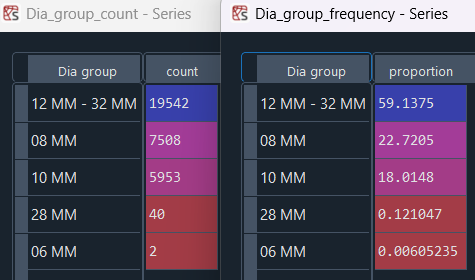 Dia_group_count - Series
Dia group count
12 MM - 32 MM 19542
08 MM 7508
10 MM 5953
28 MM 40
06 MM 2
Dia_group_frequency - Series
Dia group proportion
12 MM - 32 MM 59.1375
08 MM 22.7205
10 MM 18.0148
28 MM 0.121047
06 MM 0.00605235